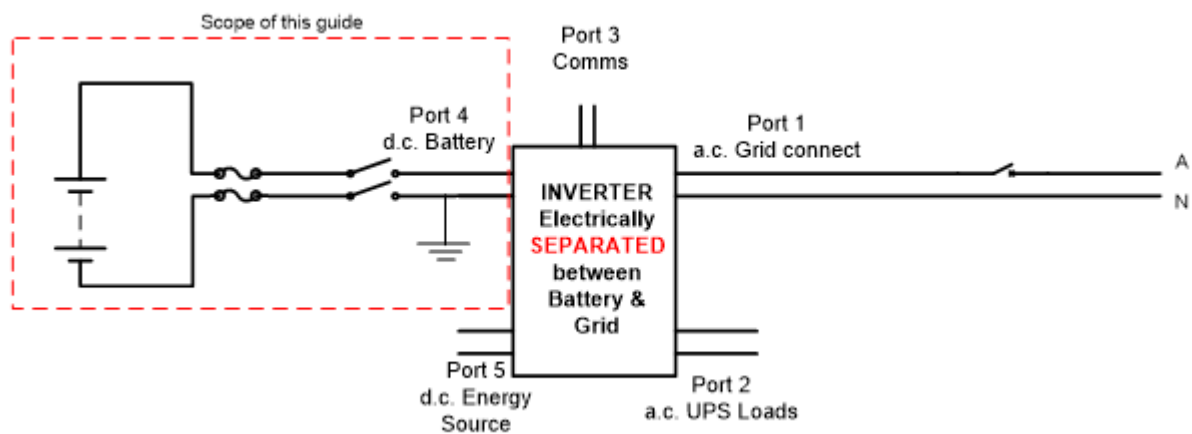 Scope of this guide
Port 3
Comms
Port 4
d.c. Battery
Port 1
a.c. Grid connect
A
N
INVERTER
Electrically
SEPARATED
between
Battery &
Grid
Port 5
d.c. Energy
Source
Port 2
a.c. UPS Loads